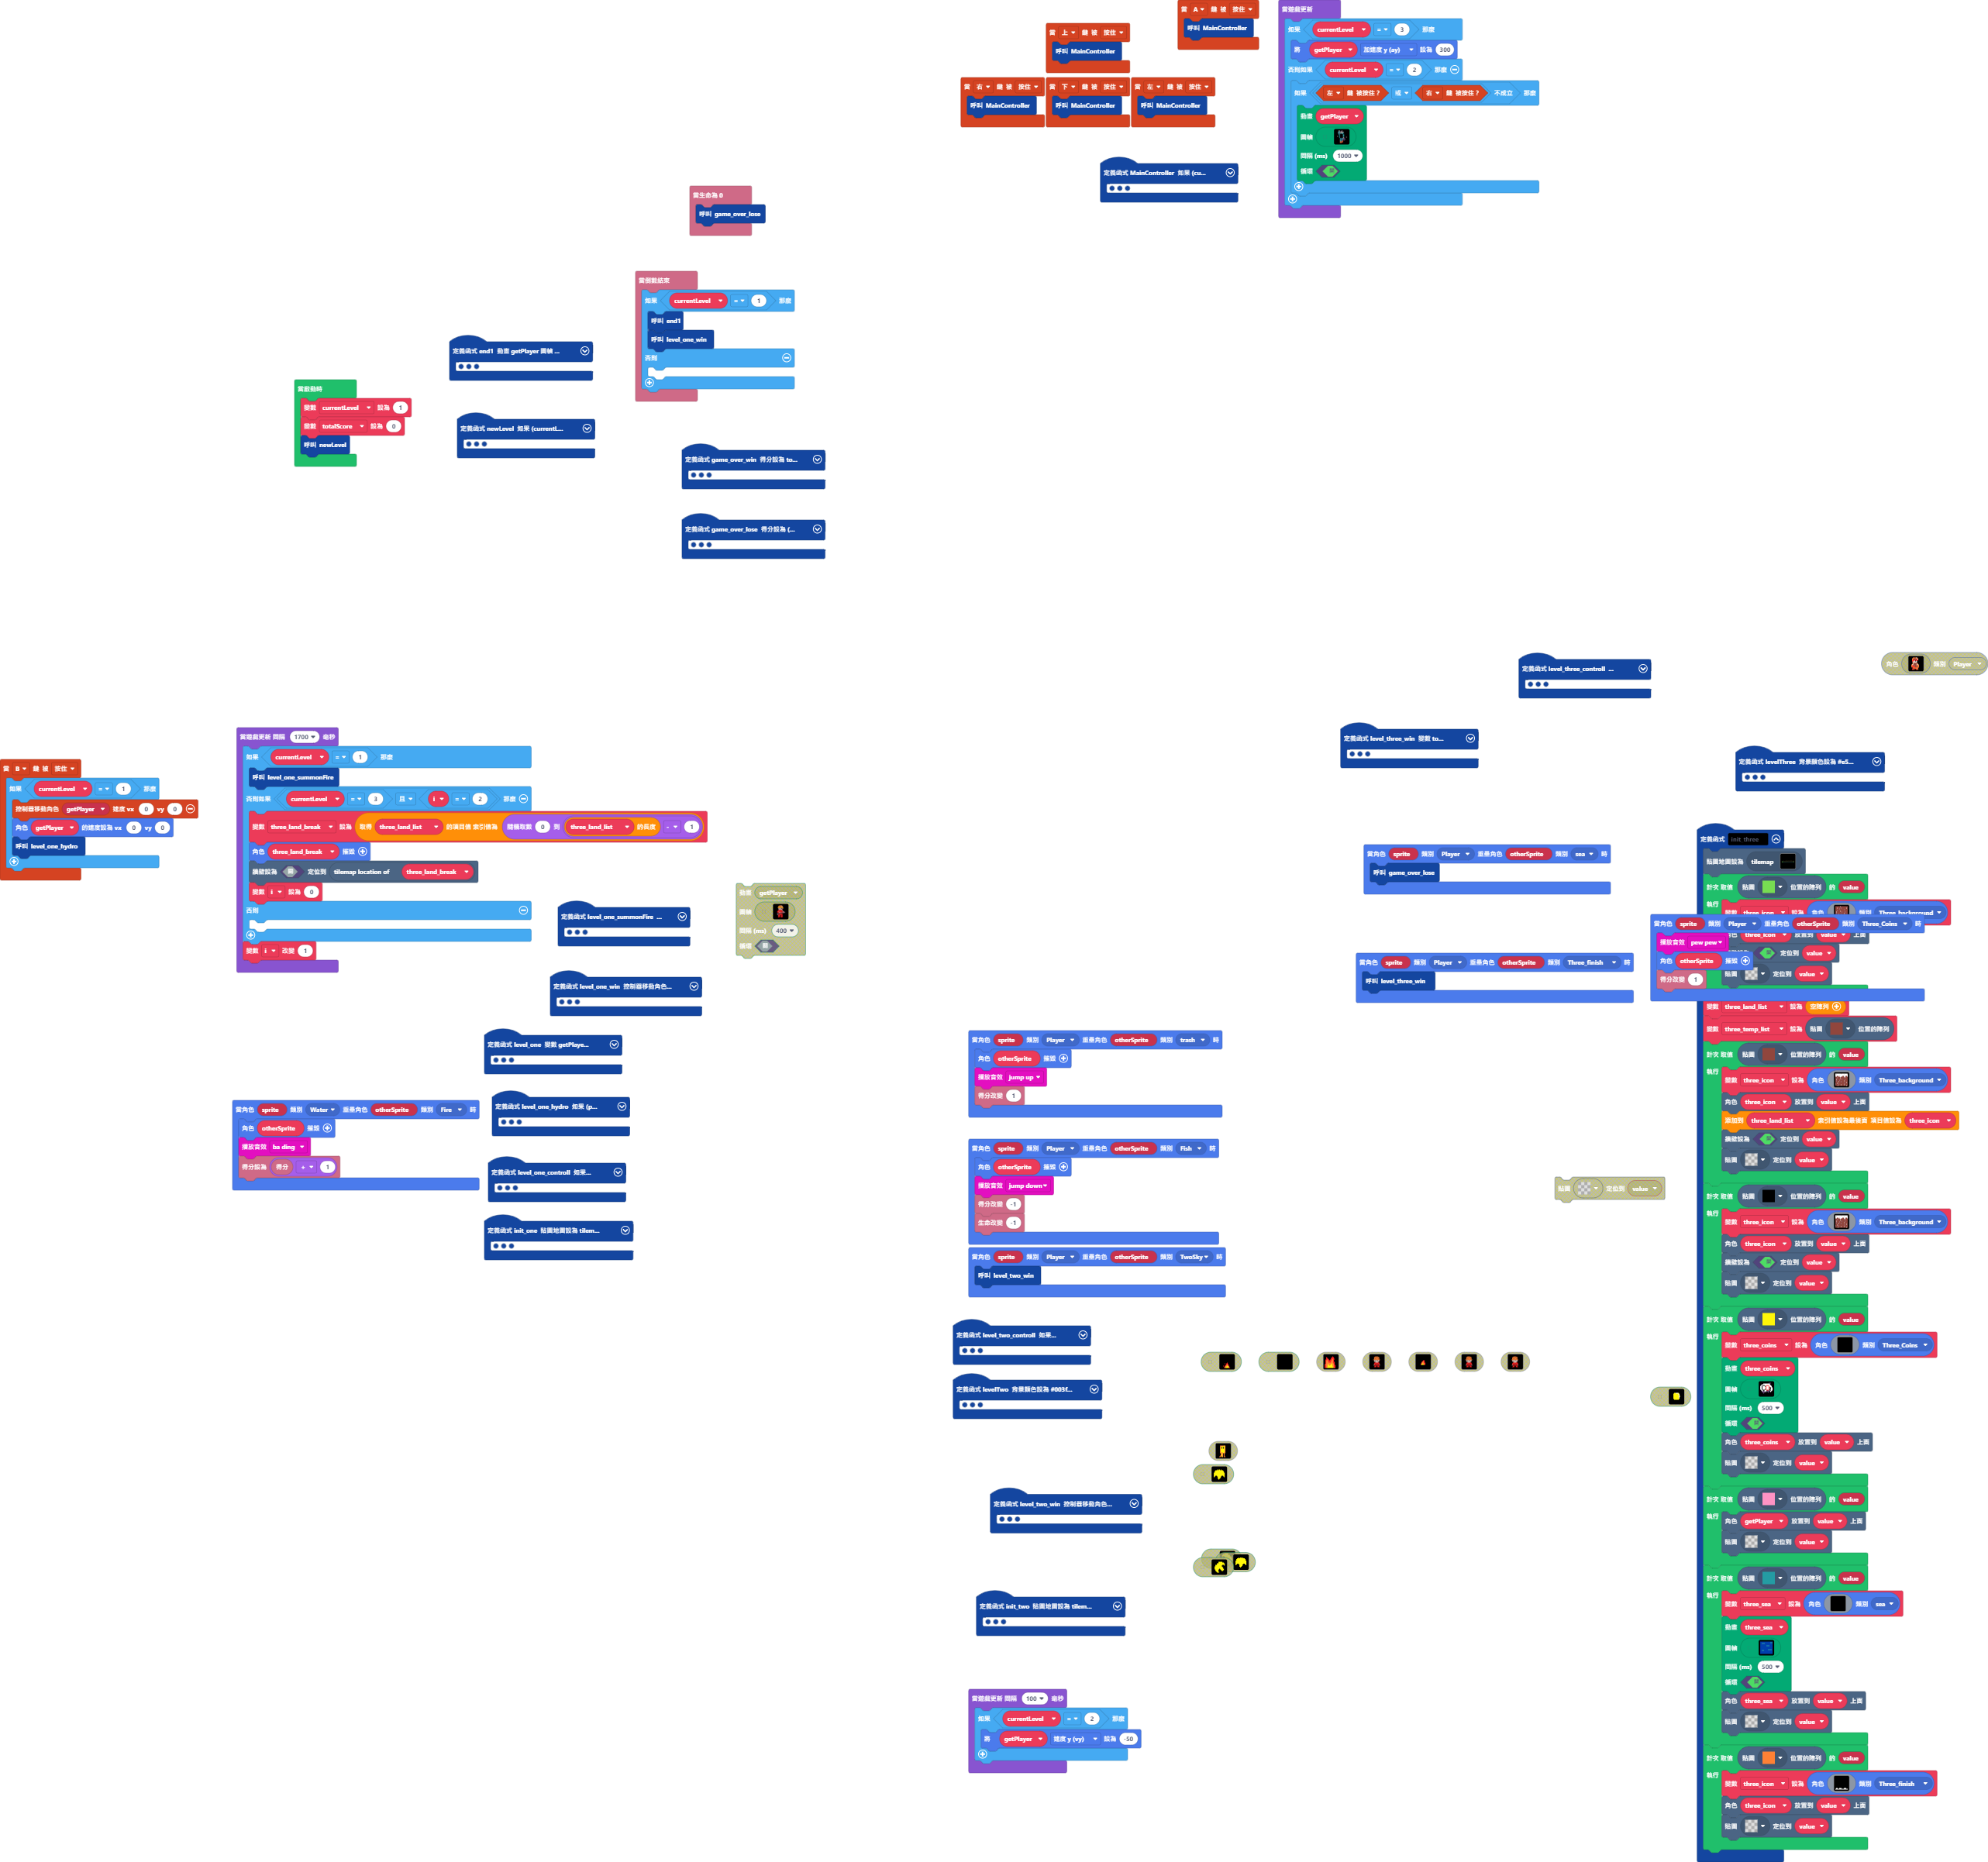 當 A 鍵 被 按住
呼叫 MainController
當 上 鍵 被 按住
呼叫 MainController
當 右 鍵 被 按住
呼叫 MainController
當 下 鍵 被 按住
呼叫 MainController
當 左 鍵 被 按住
呼叫 MainController
當遊戲更新
如果 currentLevel = 3 那麼
將 getPlayer 加速度 y (ay) 設為 300
否則如果 currentLevel = 2 那麼
如果 左 鍵 被按住? 或 右 鍵 被按住? 不成立 那麼
動畫 getPlayer
圖幀
間隔 (ms) 1000
循環
定義函式 MainController 如果 (cu...
當生命為 0
呼叫 game_over_lose
當倒數結束
如果 currentLevel = 1 那麼
呼叫 end1
呼叫 level_one_win
否則
定義函式 end1 動畫 getPlayer 圖幀 ...
當啟動時
變數 currentLevel 設為 1
變數 totalScore 設為 0
呼叫 newLevel
定義函式 newLevel 如果 (currentL...
定義函式 game_over_win 得分設為 to...
定義函式 game_over_lose 得分設為 (...
定義函式 level_three_controll ...
角色 類別 Player
定義函式 level_three_win 變數 to...
定義函式 levelThree 背景顏色設為 #e5...
當 B 鍵 被 按住
如果 currentLevel = 1 那麼
控制器移動角色 getPlayer 速度 vx 0 vy 0
角色 getPlayer 的速度設為 vx 0 vy 0
呼叫 level_one_hydro
當遊戲更新 間隔 1700 毫秒
如果 currentLevel = 1 那麼
呼叫 level_one_summonFire
否則如果 currentLevel = 3 且 i = 2 那麼
變數 three_land_break 設為 取得 three_land_list 的項目值 索引值為 隨機取數 0 到 three_land_list 的長度 - 1
角色 three_land_break 摧毀
牆壁設為 關 定位到 tilemap location of three_land_break
變數 i 設為 0
否則
變數 i 改變 1
動畫 getPlayer
圖幀
間隔 (ms) 400
循環 關
定義函式 level_one_summonFire ...
定義函式 level_one_win 控制器移動角色...
定義函式 level_one 變數 getPlaye...
定義函式 level_one_hydro 如果 (p...
定義函式 level_one_controll 如果...
定義函式 init_one 貼圖地圖設為 tilem...
當角色 sprite 類別 Water 重疊角色 otherSprite 類別 Fire 時
角色 otherSprite 摧毀
播放音效 ba ding
得分設為 得分 + 1
當角色 sprite 類別 Player 重疊角色 otherSprite 類別 sea 時
呼叫 game_over_lose
當角色 sprite 類別 Player 重疊角色 otherSprite 類別 Three_finish 時
呼叫 level_three_win
當角色 sprite 類別 Player 重疊角色 otherSprite 類別 trash 時
角色 otherSprite 摧毀
播放音效 jump up
得分改變 1
當角色 sprite 類別 Player 重疊角色 otherSprite 類別 Fish 時
角色 otherSprite 摧毀
播放音效 jump down
得分改變 -1
生命改變 -1
當角色 sprite 類別 Player 重疊角色 otherSprite 類別 TwoSky 時
呼叫 level_two_win
定義函式 level_two_controll 如果...
定義函式 levelTwo 背景顏色設為 #003f...
定義函式 level_two_win 控制器移動角色...
定義函式 init_two 貼圖地圖設為 tilem...
當遊戲更新 間隔 100 毫秒
如果 currentLevel = 2 那麼
將 getPlayer 速度 y (vy) 設為 -50
貼圖 定位到 value
定義函式 init_three
貼圖地圖設為 tilemap
計次 取值 貼圖 位置的陣列 的 value
執行
變數 three_icon 設為 角色 類別 Three_background
當角色 sprite 類別 Player 重疊角色 otherSprite 類別 Three_Coins 時
播放音效 pew pew
角色 otherSprite 摧毀
得分改變 1
角色 three_icon 放置到 value 上面
定位到 value
貼圖 定位到 value
變數 three_land_list 設為 空陣列
變數 three_temp_list 設為 貼圖 位置的陣列
計次 取值 貼圖 位置的陣列 的 value
執行
變數 three_icon 設為 角色 類別 Three_background
角色 three_icon 放置到 value 上面
添加到 three_land_list 索引值設為最後頁 項目值設為 three_icon
牆壁設為 定位到 value
貼圖 定位到 value
計次 取值 貼圖 位置的陣列 的 value
執行
變數 three_icon 設為 角色 類別 Three_background
角色 three_icon 放置到 value 上面
牆壁設為 定位到 value
貼圖 定位到 value
計次 取值 貼圖 位置的陣列 的 value
執行
變數 three_coins 設為 角色 類別 Three_Coins
動畫 three_coins
圖幀
間隔 (ms) 500
循環
角色 three_coins 放置到 value 上面
貼圖 定位到 value
計次 取值 貼圖 位置的陣列 的 value
執行
角色 getPlayer 放置到 value 上面
貼圖 定位到 value
計次 取值 貼圖 位置的陣列 的 value
執行
變數 three_sea 設為 角色 類別 sea
動畫 three_sea
圖幀
間隔 (ms) 500
循環
角色 three_sea 放置到 value 上面
貼圖 定位到 value
計次 取值 貼圖 位置的陣列 的 value
執行
變數 three_icon 設為 角色 類別 Three_finish
角色 three_icon 放置到 value 上面
貼圖 定位到 value